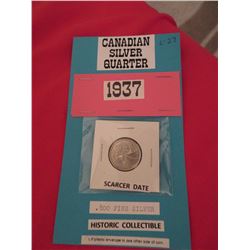 CANADIAN
SILVER
QUARTER
1937
SCARCER DATE
.800 FINE SILVER
HISTORIC COLLECTIBLE